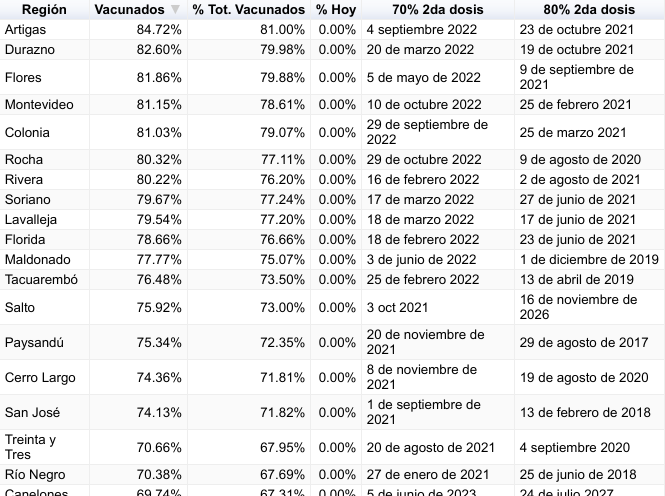 Región Vacunados % Tot. Vacunados % Hoy 70% 2da dosis 80% 2da dosis
Artigas 84.72% 81.00% 0.00% 4 septiembre 2022 23 de octubre 2021
Durazno 82.60% 79.98% 0.00% 20 de marzo 2022 19 de octubre 2021
Flores 81.86% 79.88% 0.00% 5 de mayo de 2022 9 de septiembre de
2021
Montevideo 81.15% 78.61% 0.00% 10 de octubre 2022 25 de febrero 2021
Colonia 81.03% 79.07% 0.00% 29 de septiembre de
2022 25 de marzo 2021
Rocha 80.32% 77.11% 0.00% 29 de octubre 2022 9 de agosto de 2020
Rivera 80.22% 76.20% 0.00% 16 de febrero 2022 2 de agosto de 2021
Soriano 79.67% 77.24% 0.00% 17 de marzo 2022 27 de junio de 2021
Lavalleja 79.54% 77.20% 0.00% 18 de marzo 2022 17 de junio de 2021
Florida 78.66% 76.66% 0.00% 18 de febrero 2022 23 de junio de 2021
Maldonado 77.77% 75.07% 0.00% 3 de junio de 2022 1 de diciembre de 2019
Tacuarembó 76.48% 73.50% 0.00% 25 de febrero 2022 13 de abril de 2019
Salto 75.92% 73.00% 0.00% 3 oct 2021 16 de noviembre de
2026
Paysandú 75.34% 72.35% 0.00% 20 de noviembre de
2021 29 de agosto de 2017
Cerro Largo 74.36% 71.81% 0.00% 8 de noviembre de
2021 19 de agosto de 2020
San José 74.13% 71.82% 0.00% 1 de septiembre de
2021 13 de febrero de 2018
Treinta y
Tres 70.66% 67.95% 0.00% 20 de agosto de 2021 4 septiembre 2020
Río Negro 70.38% 67.69% 0.00% 27 de enero de 2021 25 de junio de 2018
Canelones 69.74% 67.31% 0.00% 5 de junio de 2023 24 de julio 2027